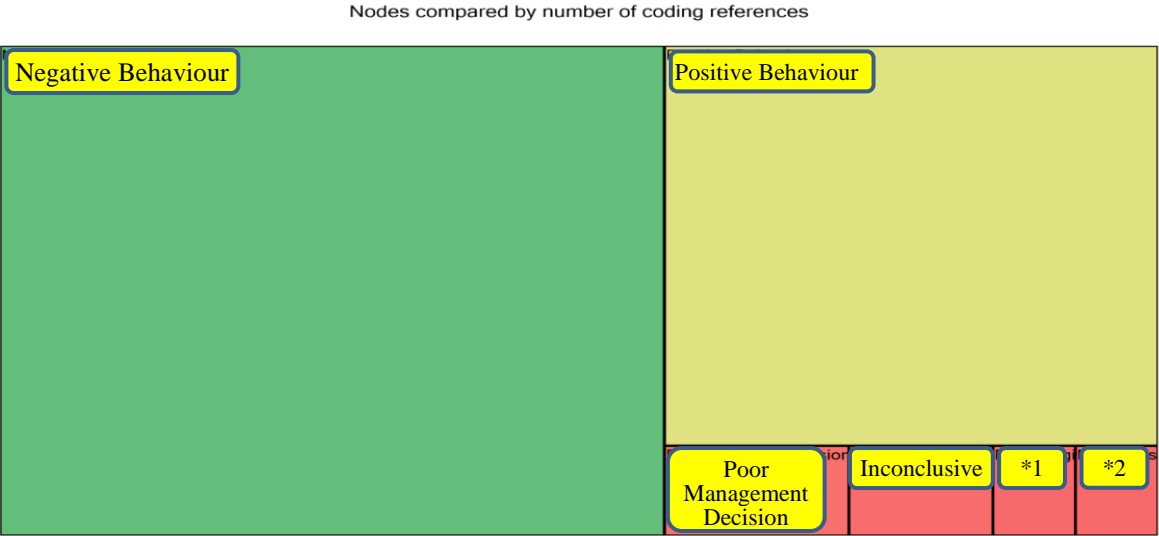 Nodes compared by number of coding references
Negative Behaviour
Positive Behaviour
Poor
Management
Decision
Inconclusive
*1
*2